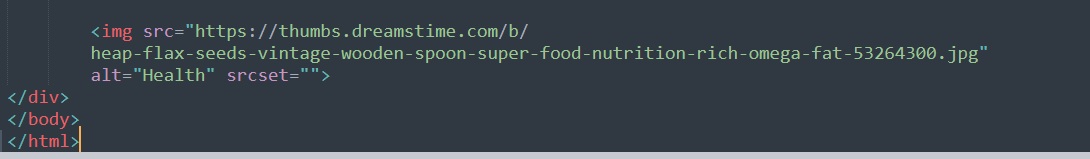 <img src="https://thumbs.dreamstime.com/b/
heap-flax-seeds-vintage-wooden-spoon-super-food-nutrition-rich-omega-fat-53264300.jpg"
alt="Health" srcset="">
</div>
</body>
</html>